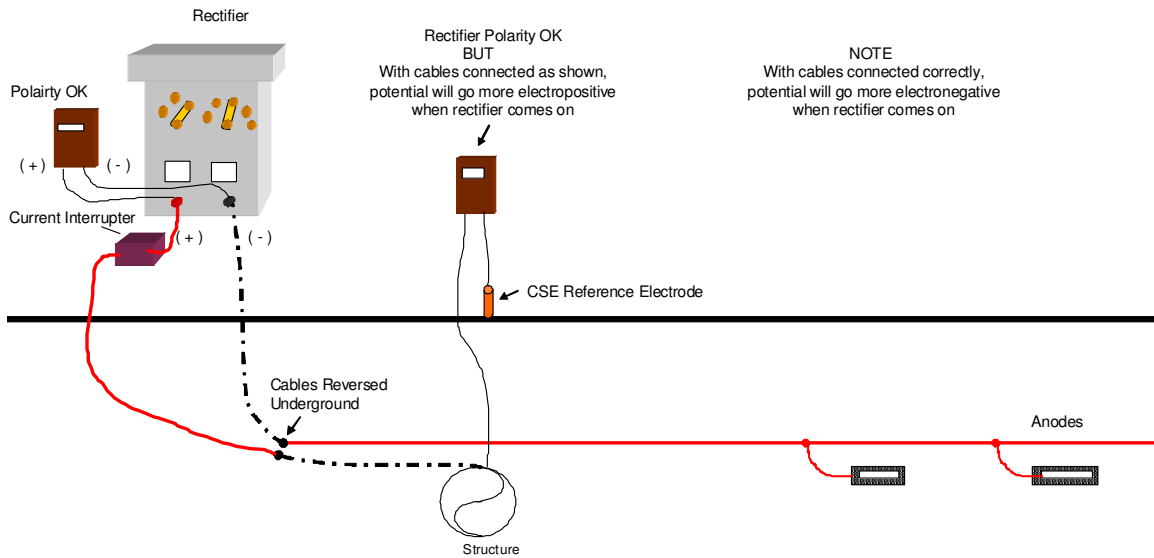 Rectifier
Rectifier Polarity OK
BUT
With cables connected as shown,
potential will go more electropositive
when rectifier comes on
NOTE
With cables connected correctly,
potential will go more electronegative
when rectifier comes on
Polairty OK
( + )
( - )
Current Interrupter
( + )
( - )
CSE Reference Electrode
Cables Reversed
Underground
Anodes
Structure